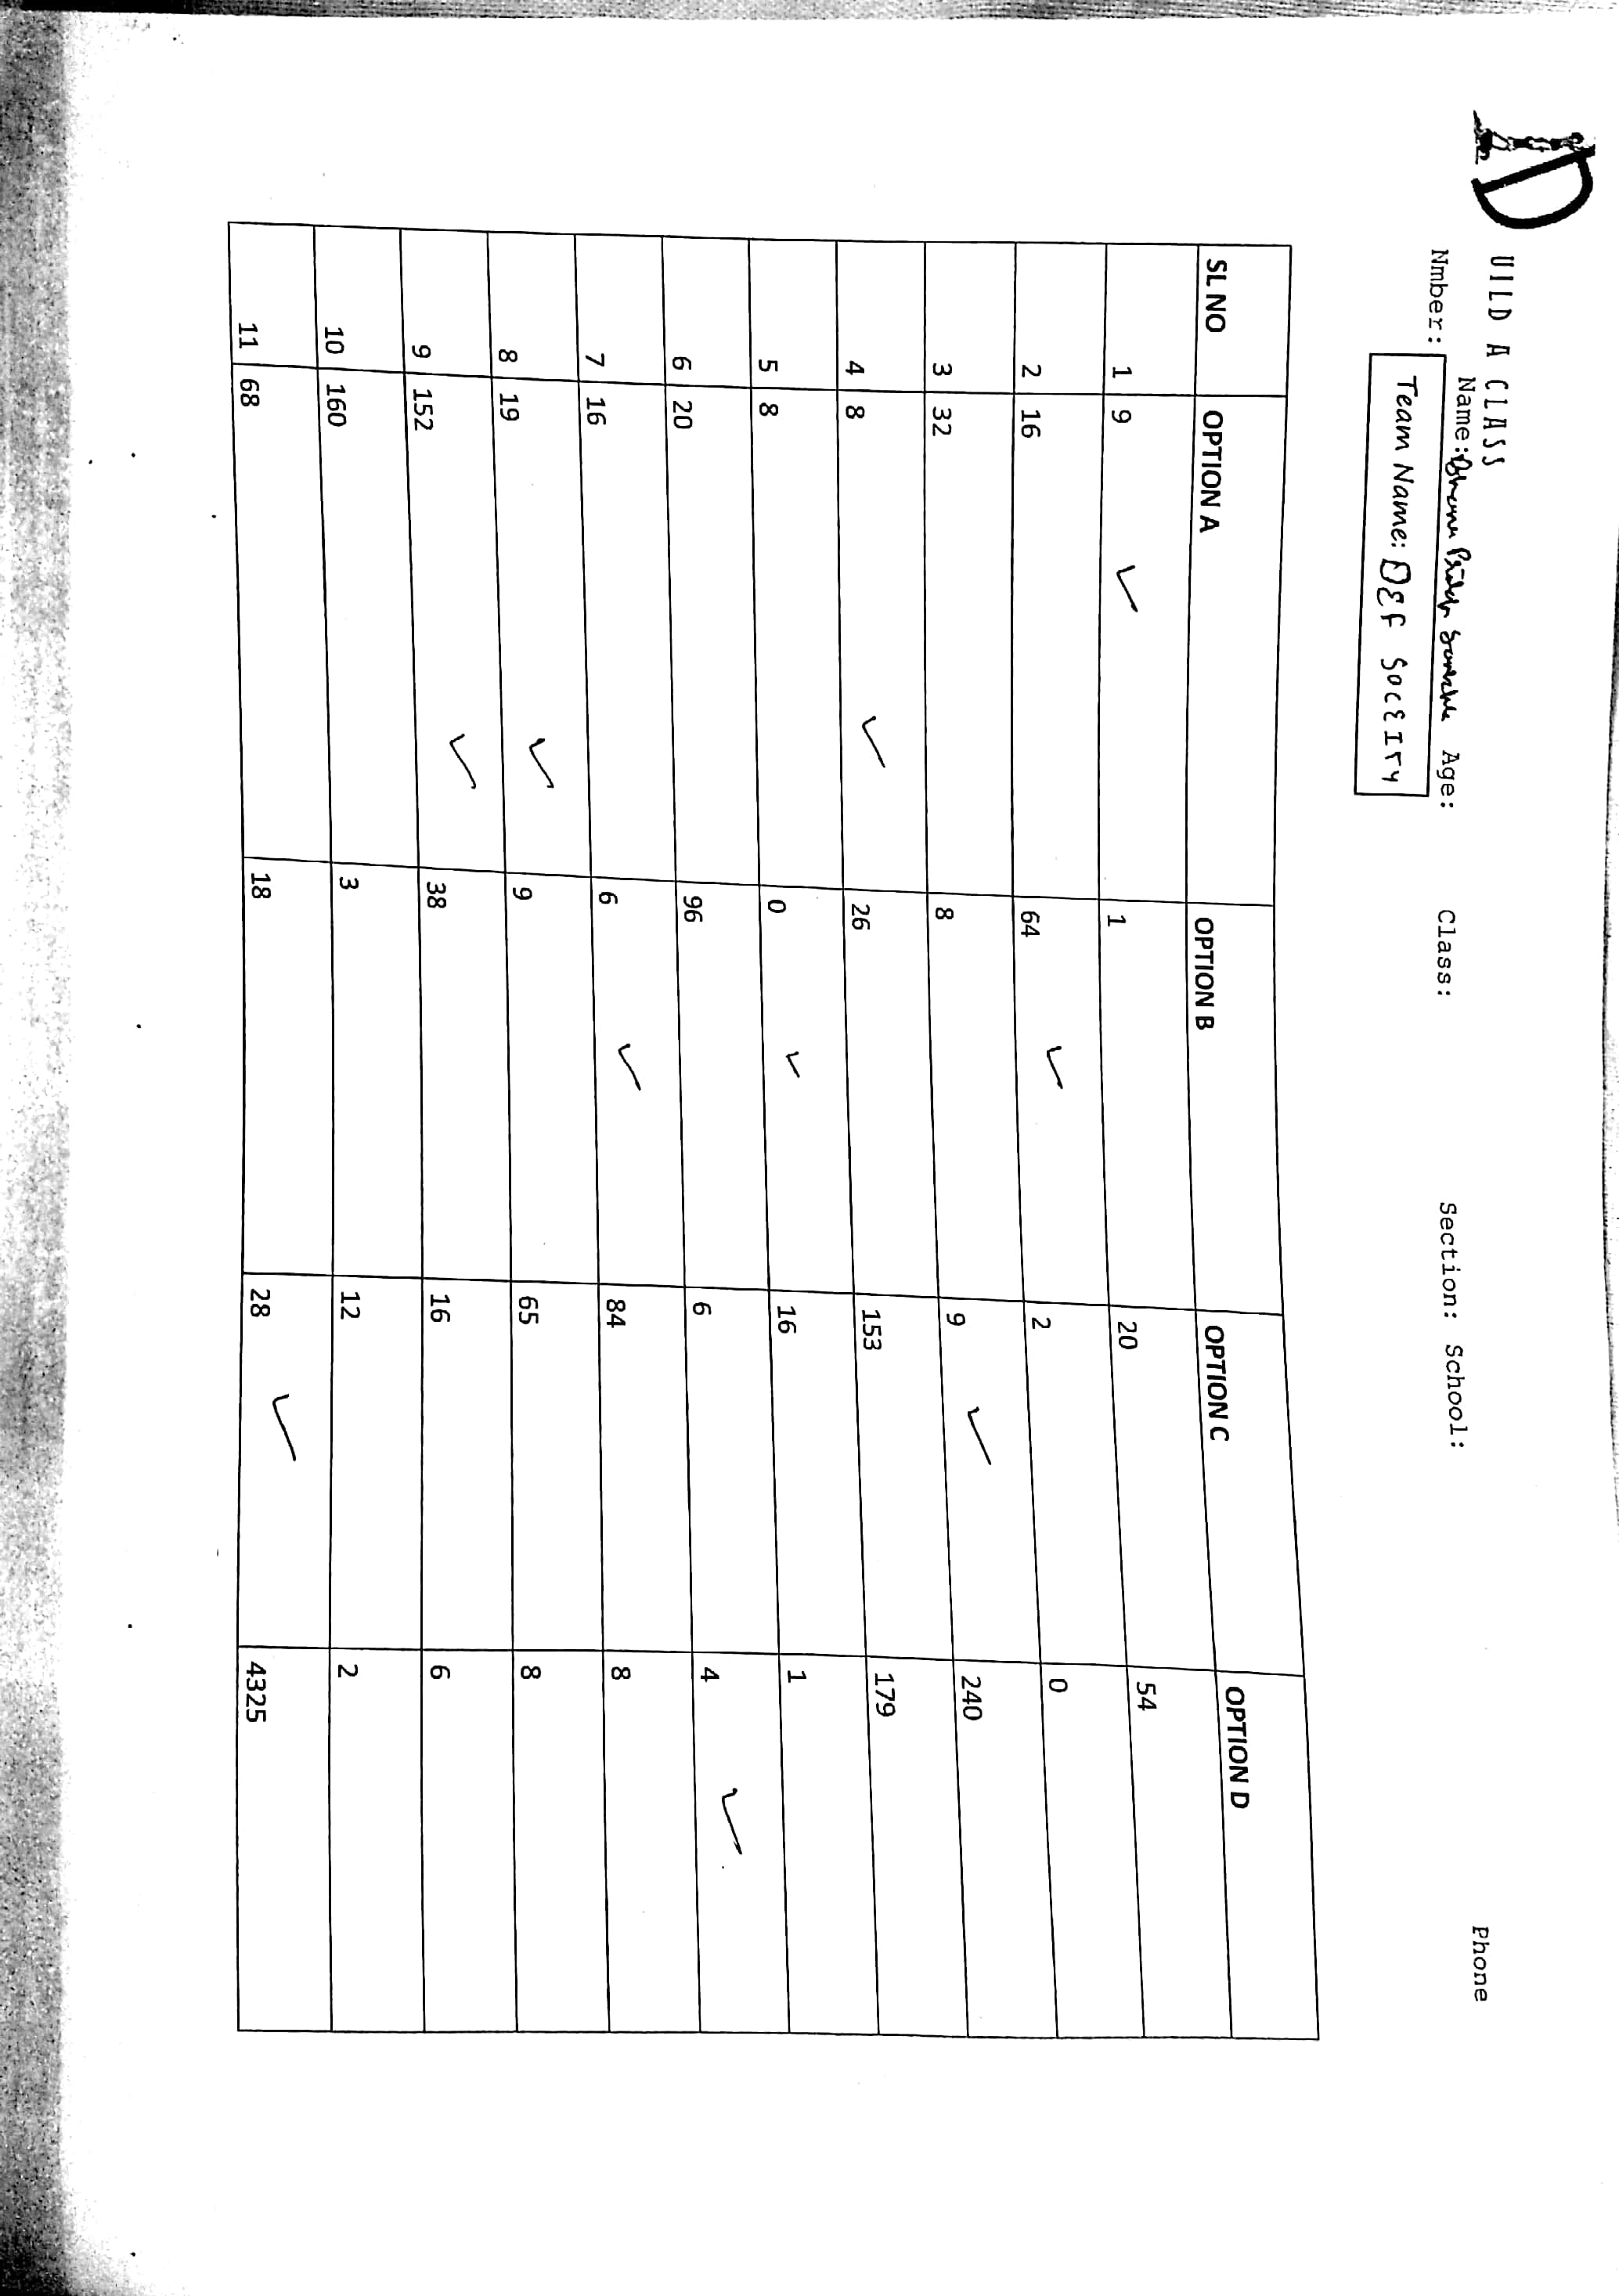 D UILD A CLASS
Name: Age: Class: Section: School: Phone
Nmber:
Team Name: DEF SOCEITY
SL NO OPTION A OPTION B OPTION C OPTION D
1 9 ✓ 1 20 54
2 16 64 ✓ 2 0
3 32 8 9 ✓ 240
4 8 ✓ 26 153 179
5 8 0 ✓ 16 1
6 20 96 6 4 ✓
7 16 6 ✓ 84 8
8 19 ✓ 9 65 8
9 152 ✓ 38 16 6
10 160 3 12 2
11 68 18 28 ✓ 4325